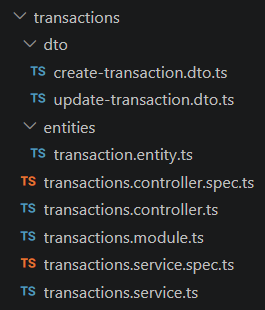 transactions
dto
TS create-transaction.dto.ts
TS update-transaction.dto.ts
entities
TS transaction.entity.ts
TS transactions.controller.spec.ts
TS transactions.controller.ts
TS transactions.module.ts
TS transactions.service.spec.ts
TS transactions.service.ts